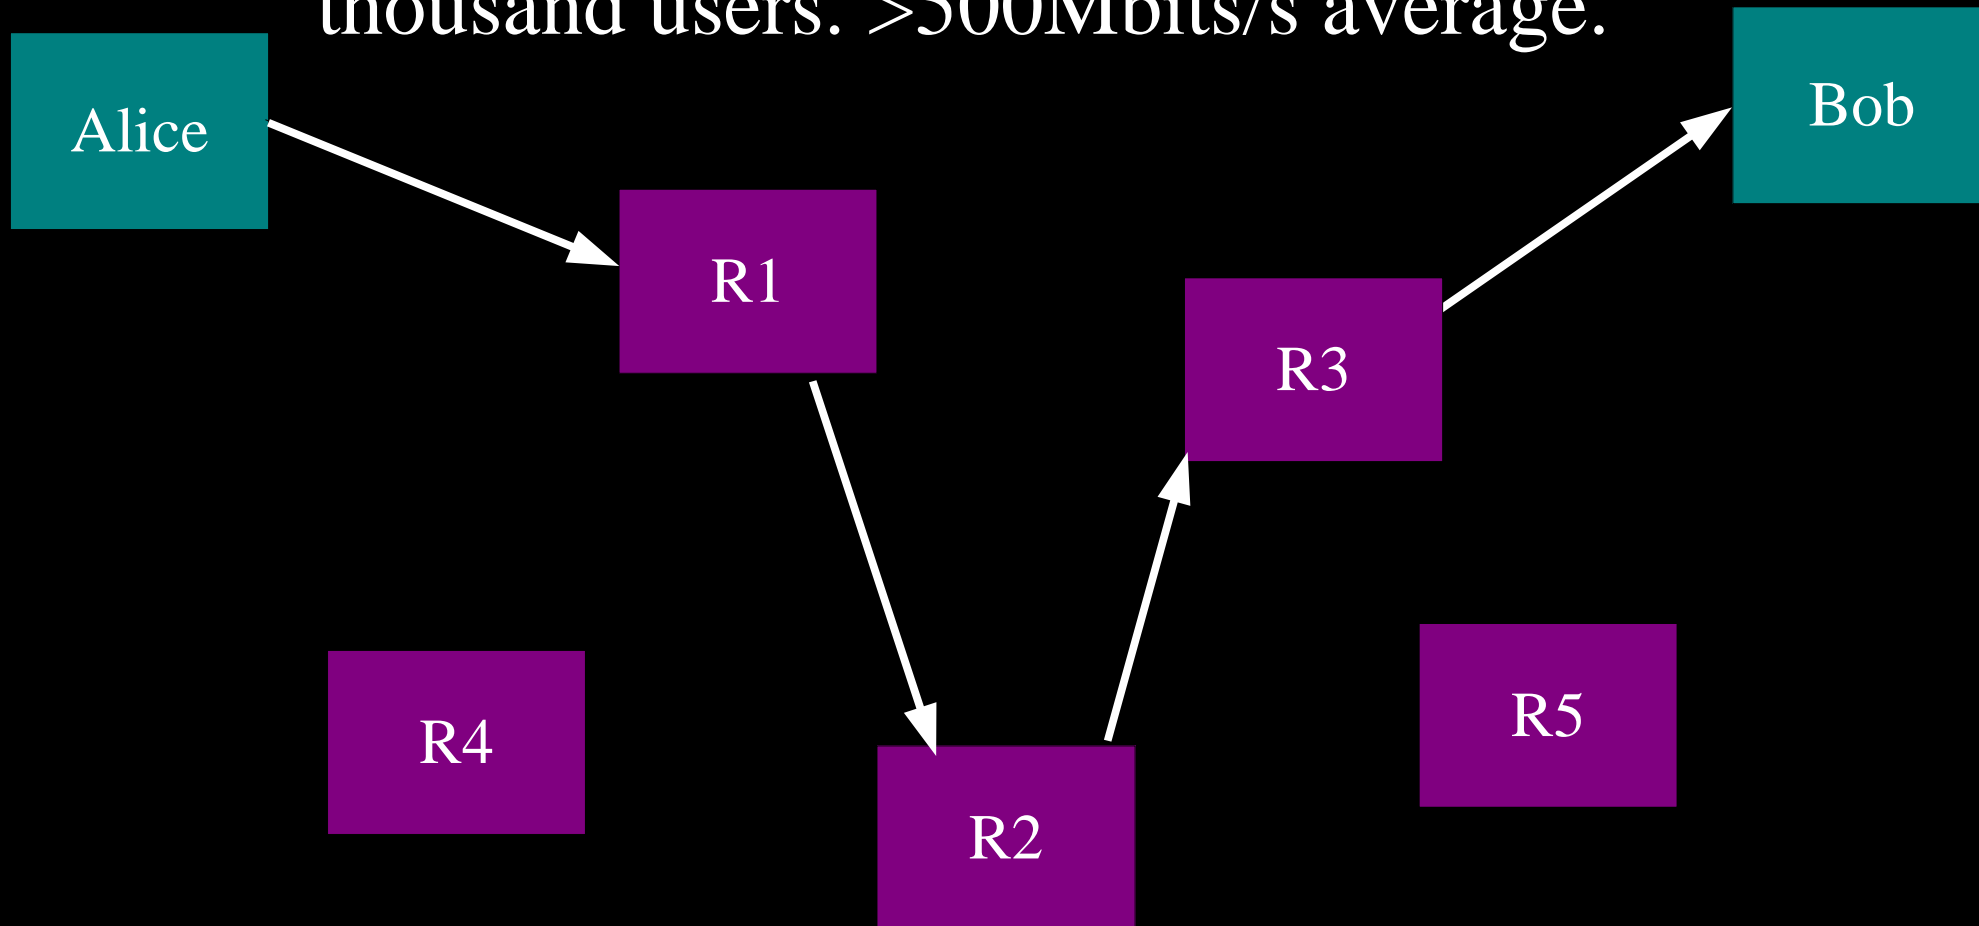 thousand users. >500Mbits/s average.
Alice
Bob
R1
R3
R4
R5
R2